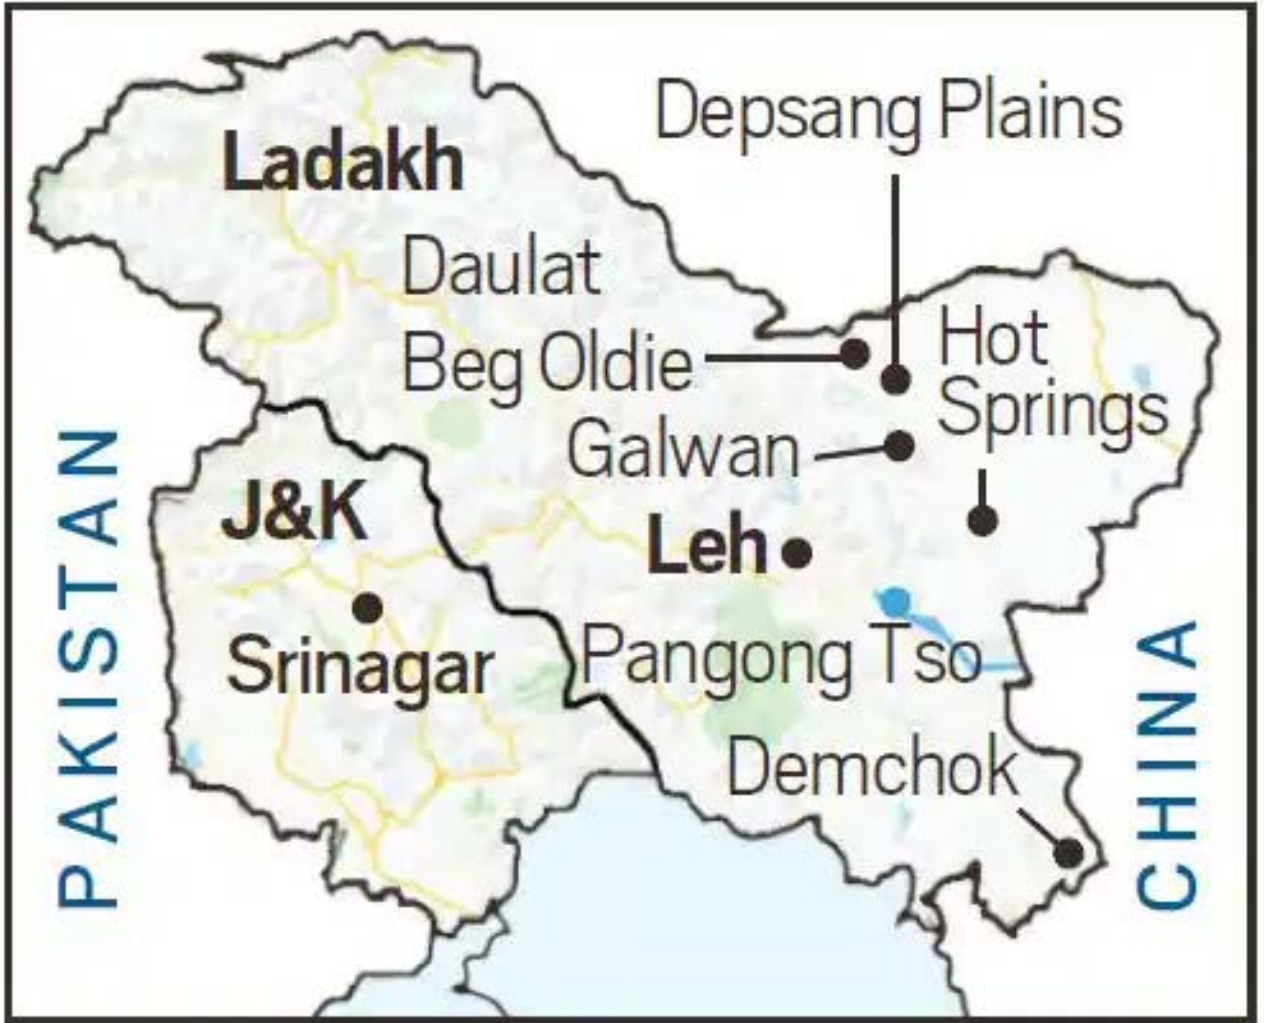 Depsang Plains
Ladakh
Daulat
Beg Oldie
Hot
Springs
Galwan
J&K
Leh
Srinagar
Pangong Tso
Demchok
PAKISTAN
CHINA